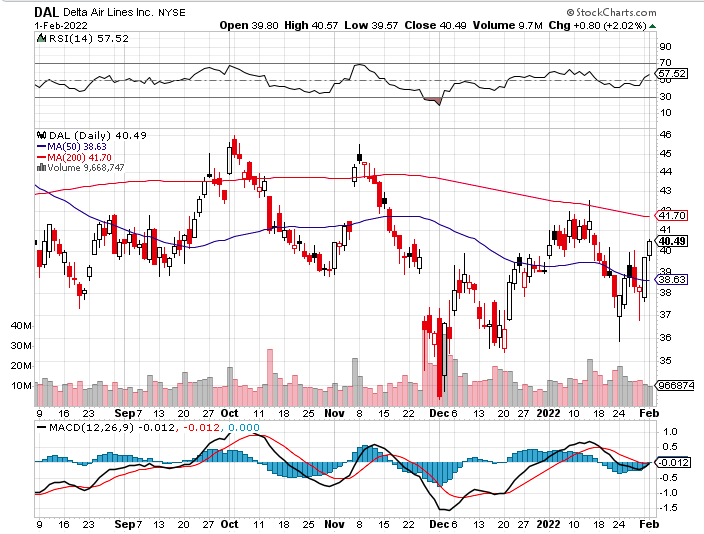 DAL Delta Air Lines Inc. NYSE © StockCharts.com
1-Feb-2022 Open 39.80 High 40.57 Low 39.57 Close 40.49 Volume 9.7M Chg +0.80 (+2.02%)
RSI(14) 57.52
90
70
57.52
50
30
10
DAL (Daily) 40.49
MA(50) 38.63
MA(200) 41.70
Volume 9,668,747
46
45
44
43
42
41.70
41
40.49
40
39
38.63
38
37
36
35
40M
30M
20M
10M
9668747
9 16 23 Sep 7 13 20 27 Oct 11 18 25 Nov 8 15 22 Dec 6 13 20 27 2022 10 18 24 Feb
MACD(12,26,9) -0.012, -0.012, 0.000
1.0
0.5
-0.012
-0.5
-1.0
-1.5
9 16 23 Sep 7 13 20 27 Oct 11 18 25 Nov 8 15 22 Dec 6 13 20 27 2022 10 18 24 Feb